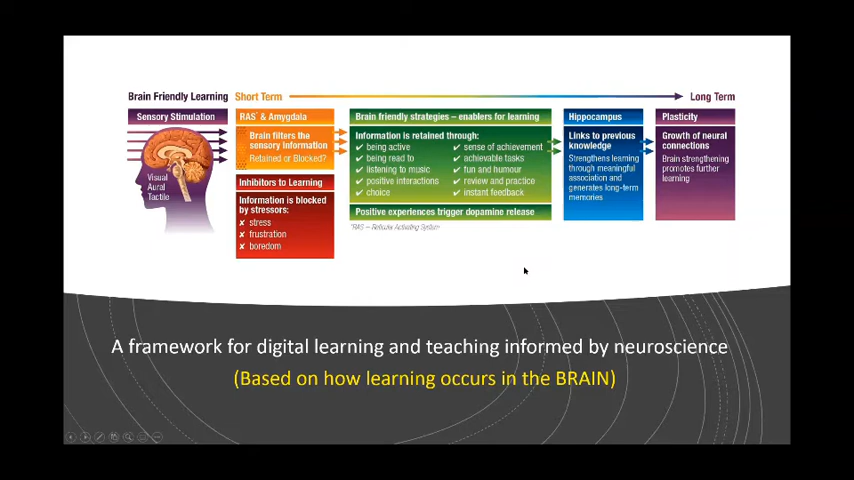 Brain Friendly Learning Short Term Long Term
Sensory Stimulation
Visual
Aural
Tactile
RAS* & Amygdala
Brain filters the
sensory information
Retained or Blocked?
Inhibitors to Learning
Information is blocked
by stressors:
✘ stress
✘ frustration
✘ boredom
Brain friendly strategies – enablers for learning
Information is retained through:
✔ being active
✔ being read to
✔ listening to music
✔ positive interactions
✔ choice
✔ sense of achievement
✔ achievable tasks
✔ fun and humour
✔ review and practice
✔ instant feedback
Positive experiences trigger dopamine release
*RAS – Reticular Activating System
Hippocampus
Links to previous
knowledge
Strengthens learning
through meaningful
association and
generates long-term
memories
Plasticity
Growth of neural
connections
Brain strengthening
promotes further
learning
A framework for digital learning and teaching informed by neuroscience
(Based on how learning occurs in the BRAIN)